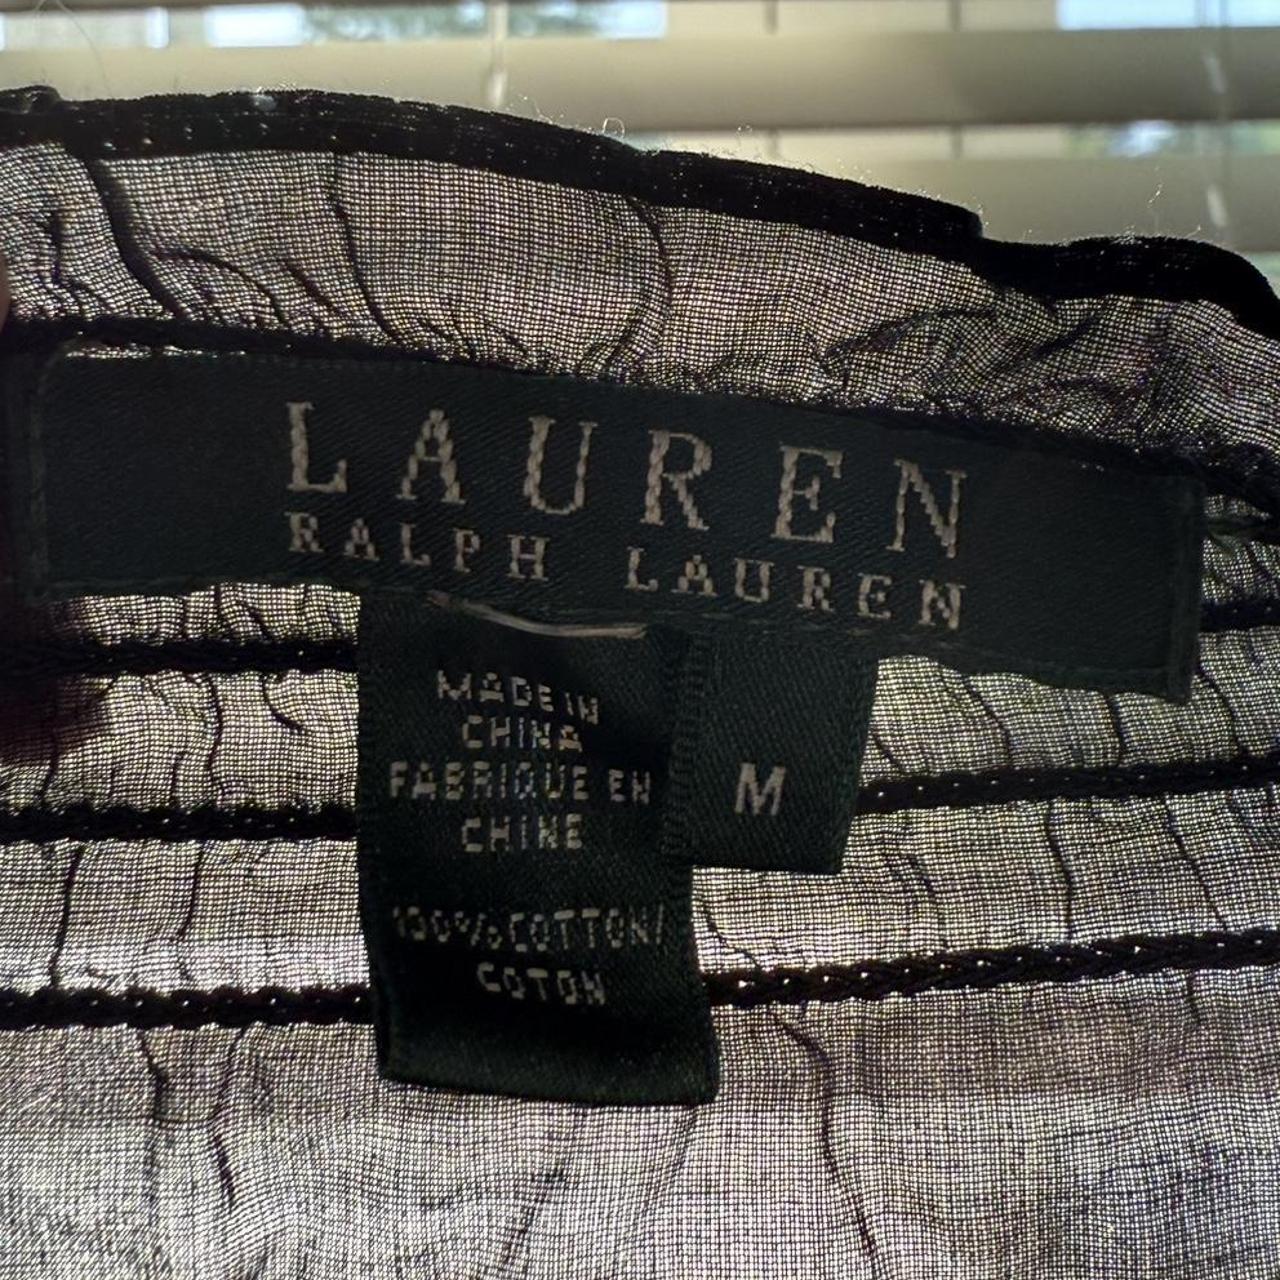 LAUREN
RALPH LAUREN
MADE IN
CHINA
FABRIQUE EN
CHINE
100% COTTON/
COTON
M